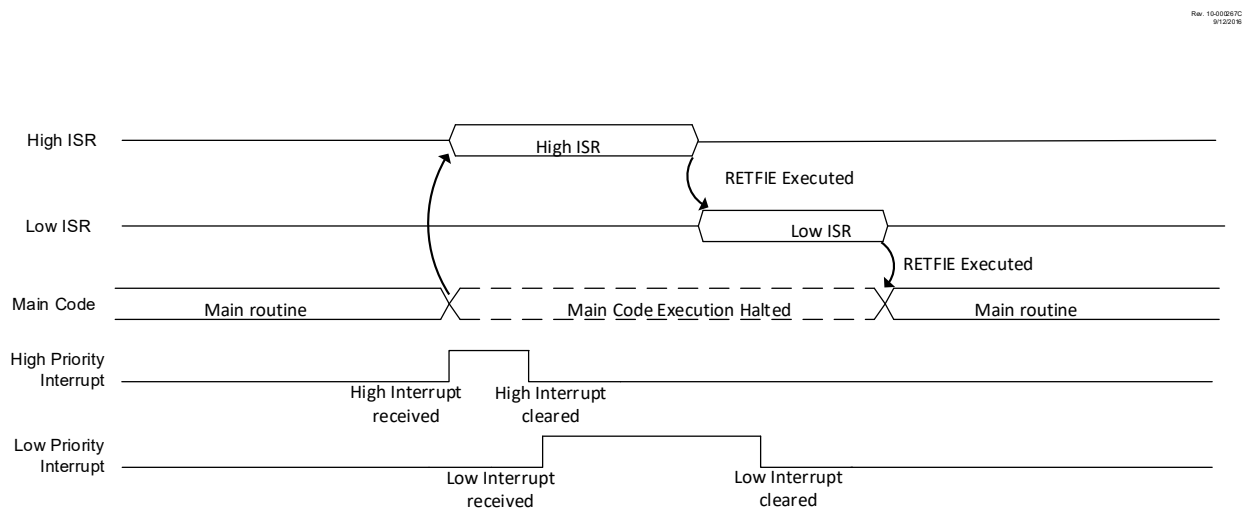 Rev. 10-000267C
9/12/2016
High ISR
High ISR
RETFIE Executed
Low ISR
Low ISR
RETFIE Executed
Main Code
Main routine
Main Code Execution Halted
Main routine
High Priority
Interrupt
High Interrupt
received
High Interrupt
cleared
Low Priority
Interrupt
Low Interrupt
received
Low Interrupt
cleared